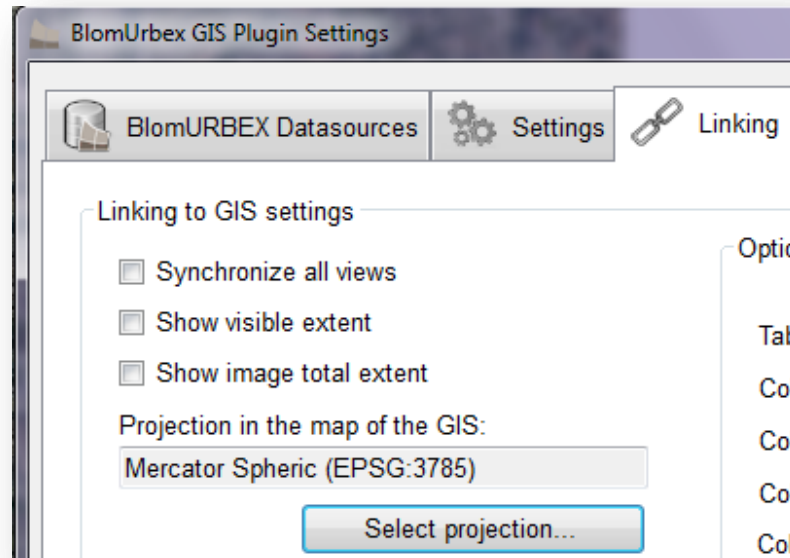 BlomUrbex GIS Plugin Settings
BlomURBEX Datasources Settings Linking
Linking to GIS settings
Synchronize all views
Show visible extent
Show image total extent
Projection in the map of the GIS:
Mercator Spheric (EPSG:3785)
Select projection...